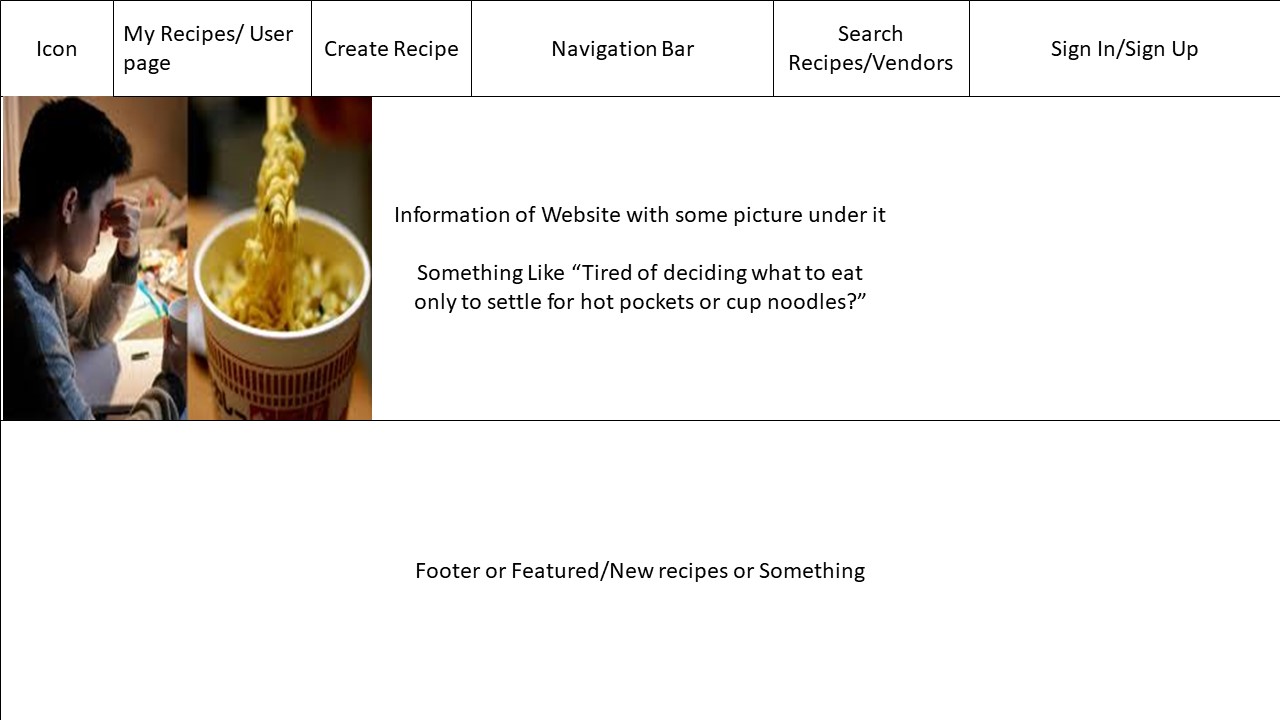 Icon
My Recipes/ User
page
Create Recipe
Navigation Bar
Search
Recipes/Vendors
Sign In/Sign Up
Information of Website with some picture under it
Something Like “Tired of deciding what to eat
only to settle for hot pockets or cup noodles?”
Footer or Featured/New recipes or Something